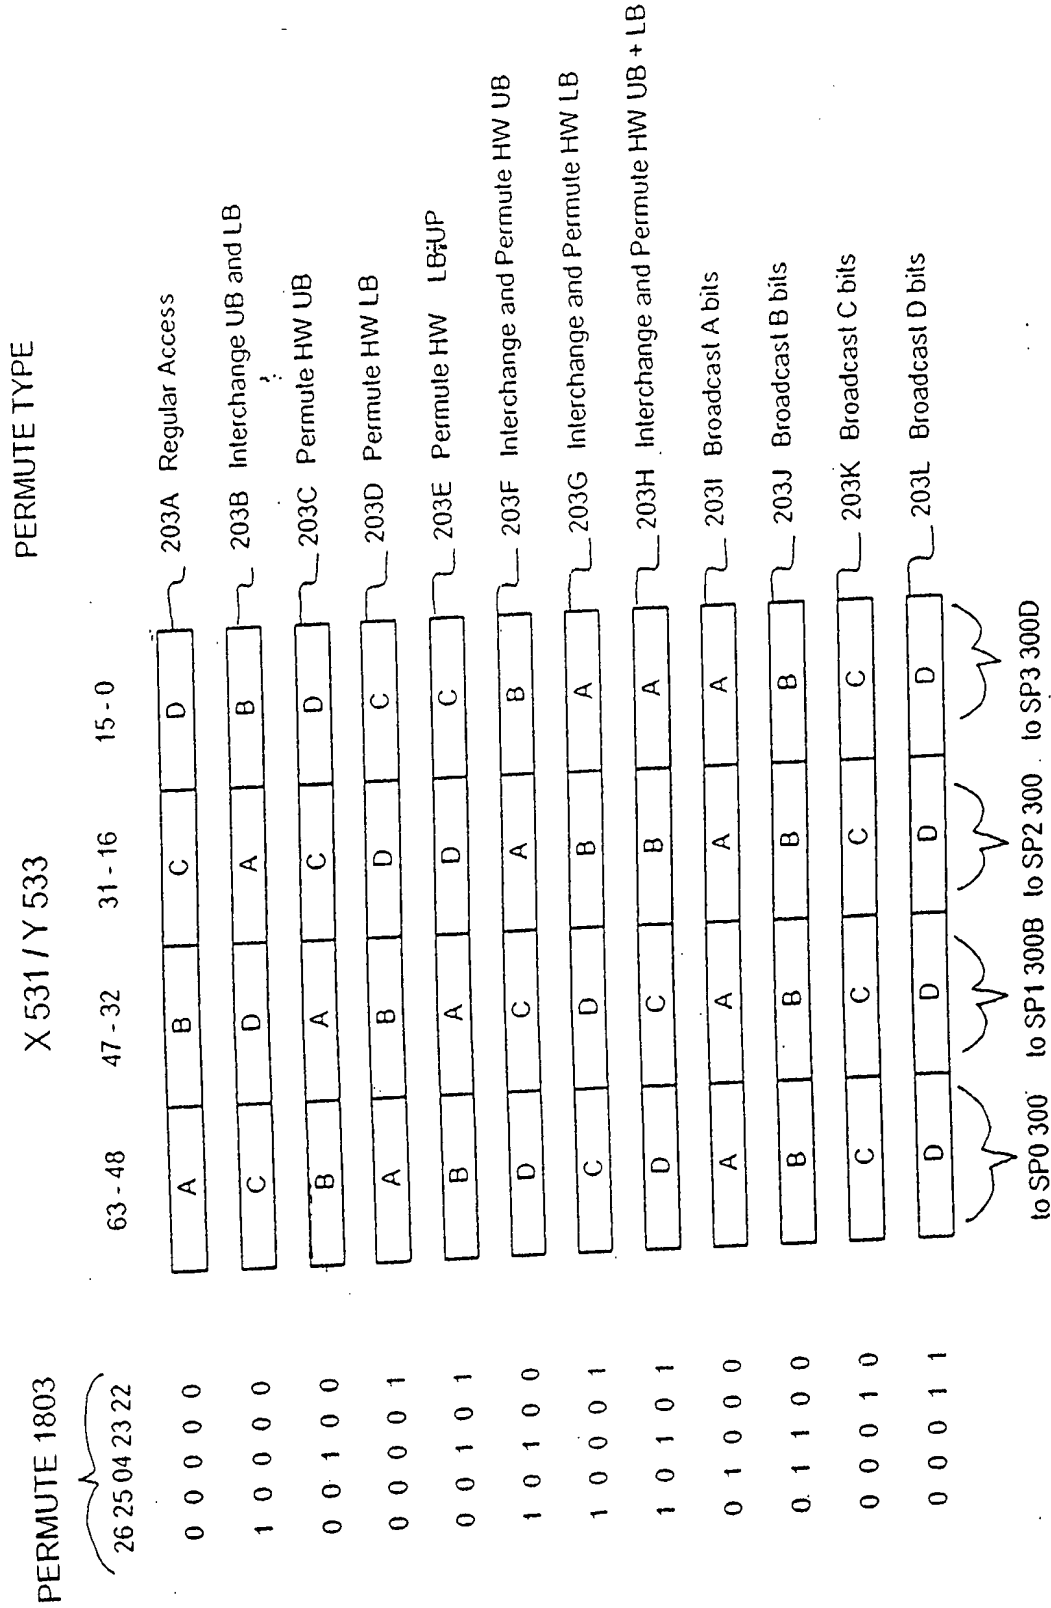 PERMUTE 1803 X 531 / Y 533 PERMUTE TYPE
26 25 04 23 22 63 - 48 47 - 32 31 - 16 15 - 0
0 0 0 0 0 A B C D 203A Regular Access
1 0 0 0 0 C D A B 203B Interchange UB and LB
0 0 1 0 0 B A C D 203C Permute HW UB
0 0 0 0 1 A B D C 203D Permute HW LB
0 0 1 0 1 B A D C 203E Permute HW LB+UP
1 0 1 0 0 D C A B 203F Interchange and Permute HW UB
1 0 0 0 1 C D B A 203G Interchange and Permute HW LB
1 0 1 0 1 D C B A 203H Interchange and Permute HW UB + LB
0 1 0 0 0 A A A A 203I Broadcast A bits
0 1 1 0 0 B B B B 203J Broadcast B bits
0 0 0 1 0 C C C C 203K Broadcast C bits
0 0 0 1 1 D D D D 203L Broadcast D bits
to SP0 300 to SP1 300B to SP2 300 to SP3 300D